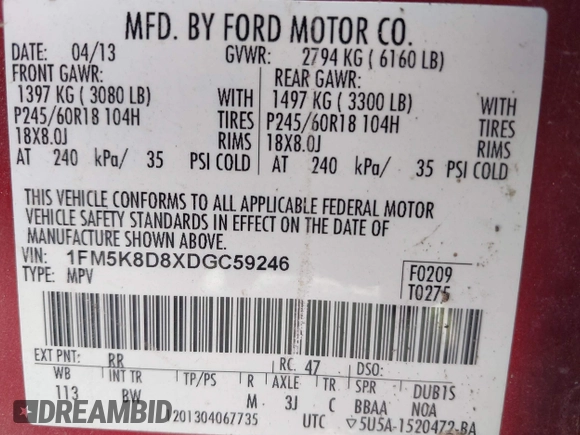 MFD. BY FORD MOTOR CO.
DATE: 04/13 GVWR: 2794 KG ( 6160 LB)
FRONT GAWR: REAR GAWR:
1397 KG ( 3080 LB) WITH 1497 KG ( 3300 LB) WITH
P245/60R18 104H TIRES P245/60R18 104H TIRES
18X8.0J RIMS 18X8.0J RIMS
AT 240 kPa/ 35 PSI COLD AT 240 kPa/ 35 PSI COLD
THIS VEHICLE CONFORMS TO ALL APPLICABLE FEDERAL MOTOR
VEHICLE SAFETY STANDARDS IN EFFECT ON THE DATE OF
MANUFACTURE SHOWN ABOVE.
VIN: 1FM5K8D8XDGC59246
TYPE: MPV
F0209
T0275
EXT PNT: RR RC: 47 DSO:
WB INT TR TP/PS R AXLE TR SPR DUB1S
113 BW M 3J C BBAA NOA
201304067735 UTC ▽5U5A-1520472-BA
DREAMBID